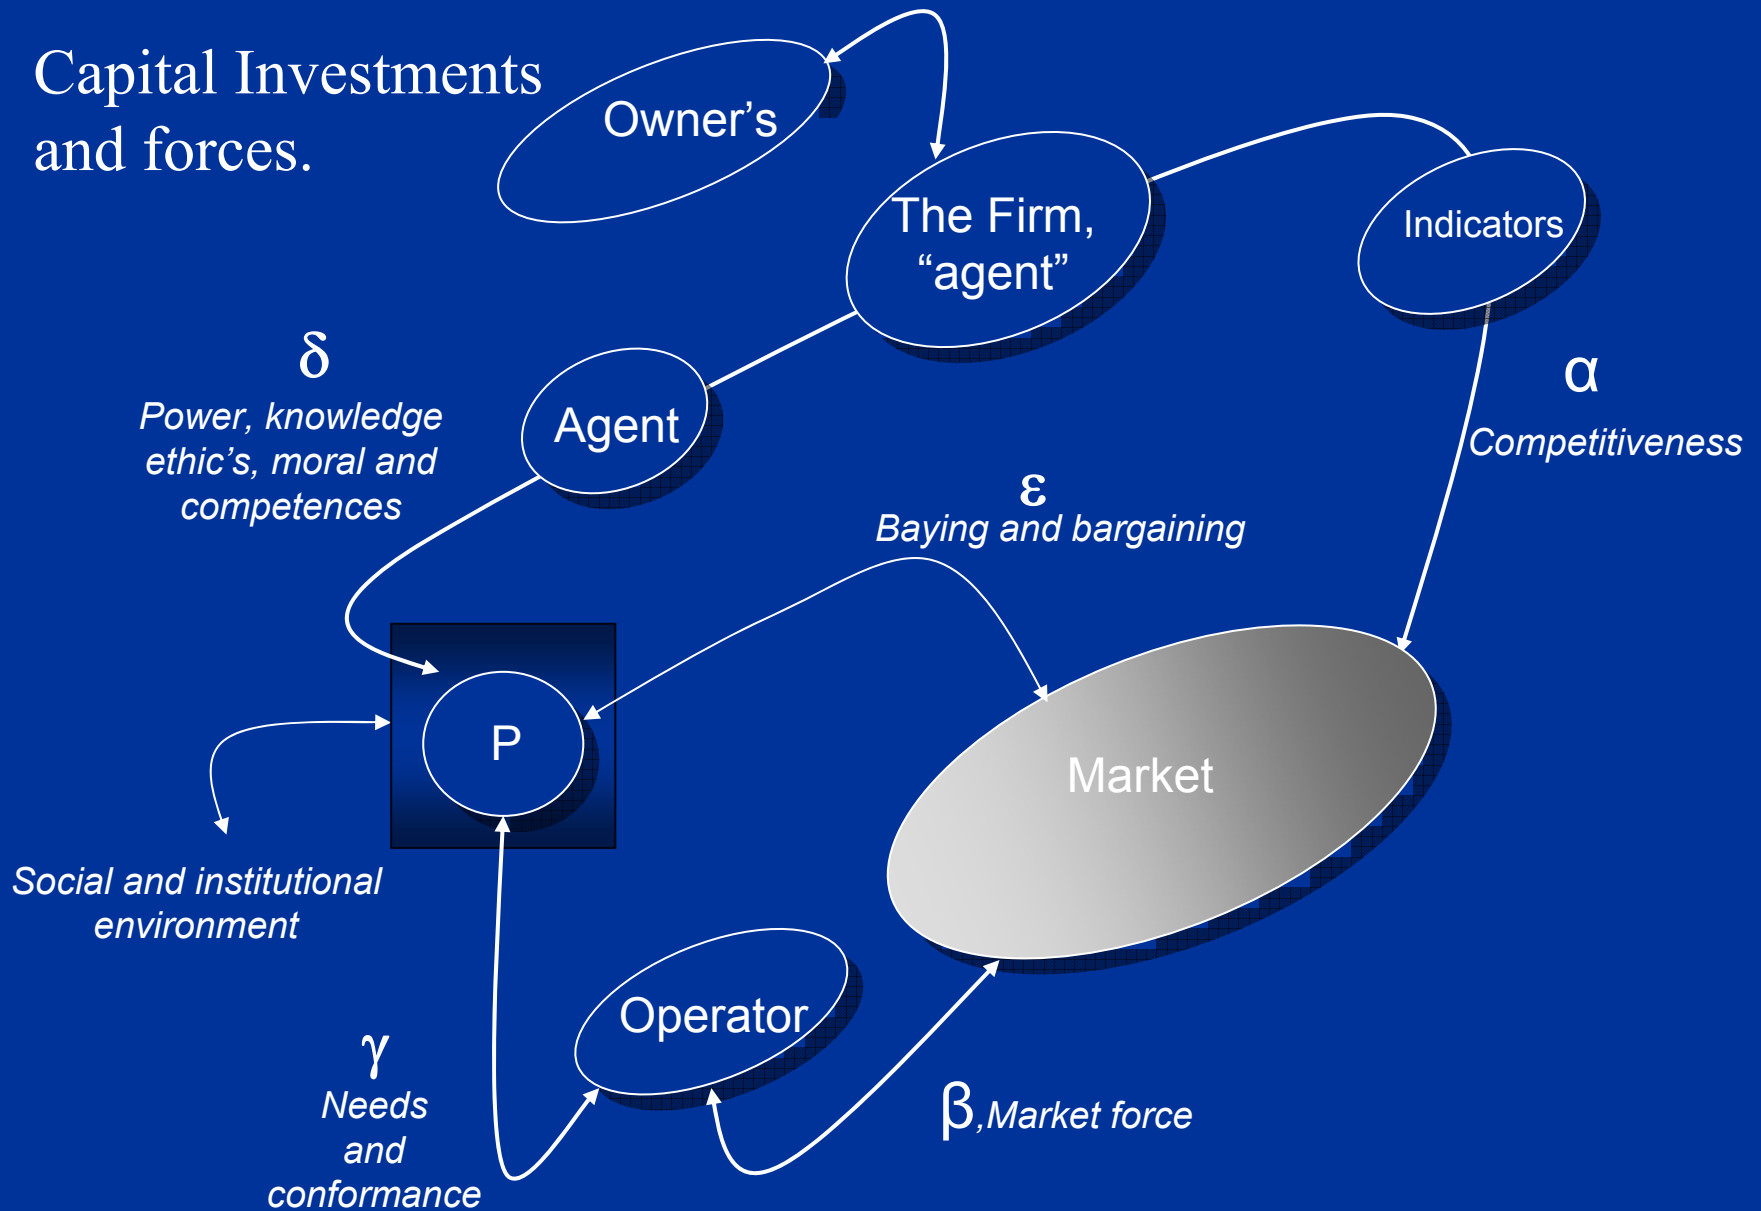 Capital Investments
and forces.
Owner's
The Firm,
“agent”
Indicators
δ
Power, knowledge
ethic’s, moral and
competences
Agent
α
Competitiveness
ε
Baying and bargaining
P
Market
Social and institutional
environment
Operator
γ
Needs
and
conformance
β,Market force